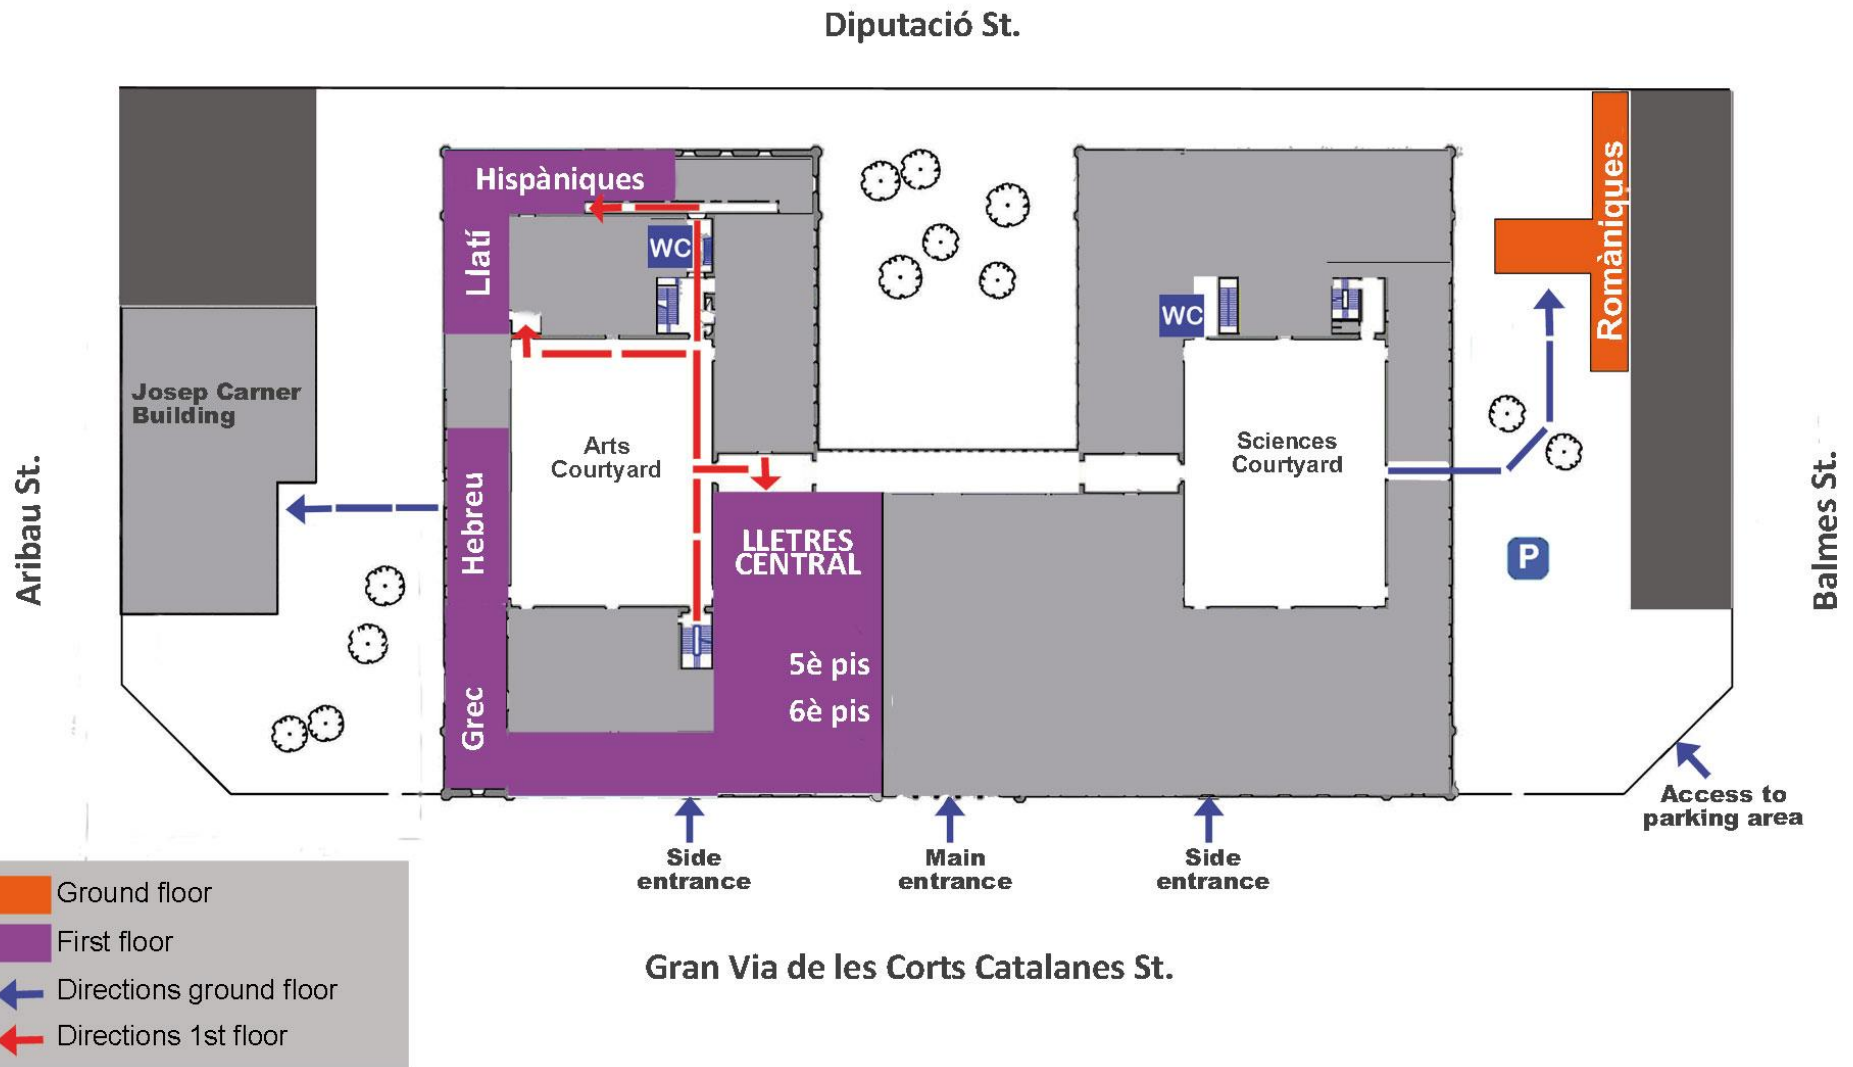 Diputació St.
Hispàniques
WC
Llatí
Romàniques
WC
Josep Carner
Building
Arts
Courtyard
Sciences
Courtyard
Aribau St.
Hebreu
LLETRES
CENTRAL
P
Balmes St.
5è pis
6è pis
Grec
Access to
parking area
Side
entrance
Main
entrance
Side
entrance
Ground floor
First floor
Directions ground floor
Directions 1st floor
Gran Via de les Corts Catalanes St.